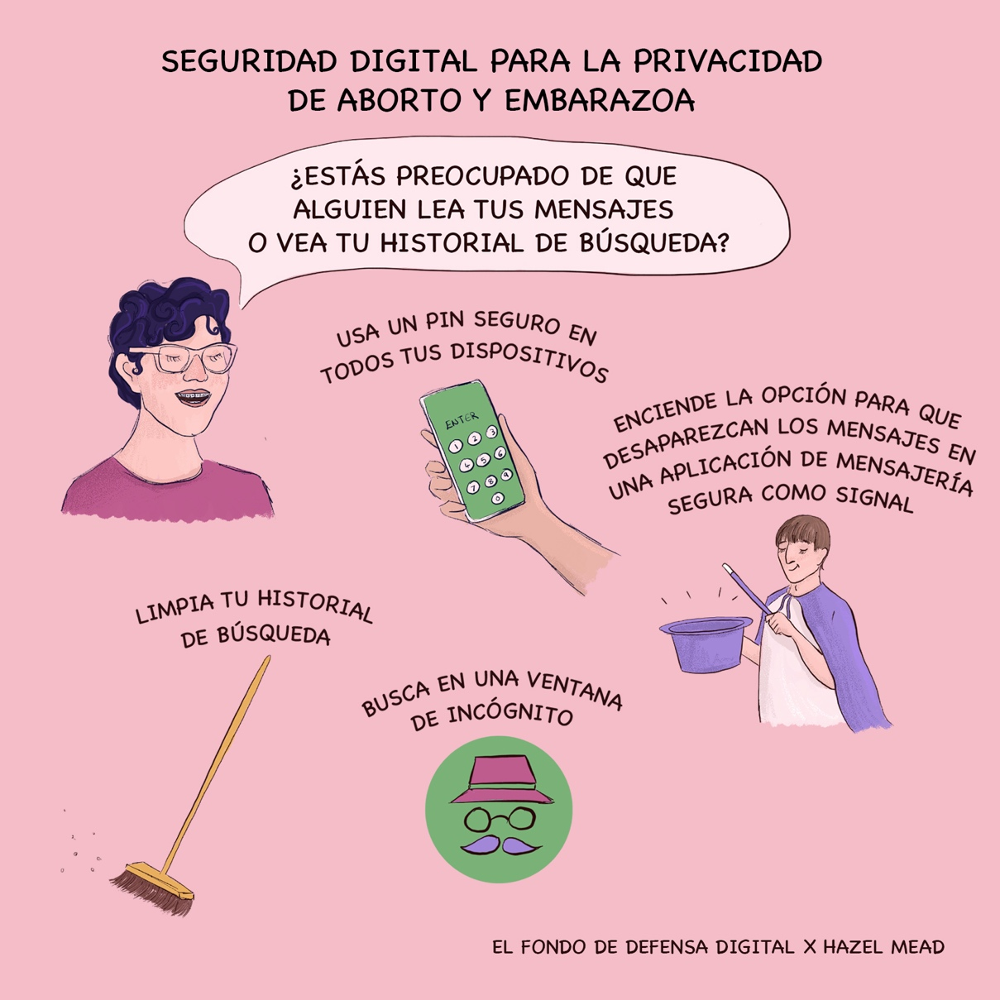 SEGURIDAD DIGITAL PARA LA PRIVACIDAD
DE ABORTO Y EMBARAZOA
¿ESTÁS PREOCUPADO DE QUE
ALGUIEN LEA TUS MENSAJES
O VEA TU HISTORIAL DE BÚSQUEDA?
USA UN PIN SEGURO EN
TODOS TUS DISPOSITIVOS
ENTER
1 2 3
4 5 6
7 8 9
0
ENCIENDE LA OPCIÓN PARA QUE
DESAPAREZCAN LOS MENSAJES EN
UNA APLICACIÓN DE MENSAJERÍA
SEGURA COMO SIGNAL
LIMPIA TU HISTORIAL
DE BÚSQUEDA
BUSCA EN UNA VENTANA
DE INCÓGNITO
EL FONDO DE DEFENSA DIGITAL X HAZEL MEAD